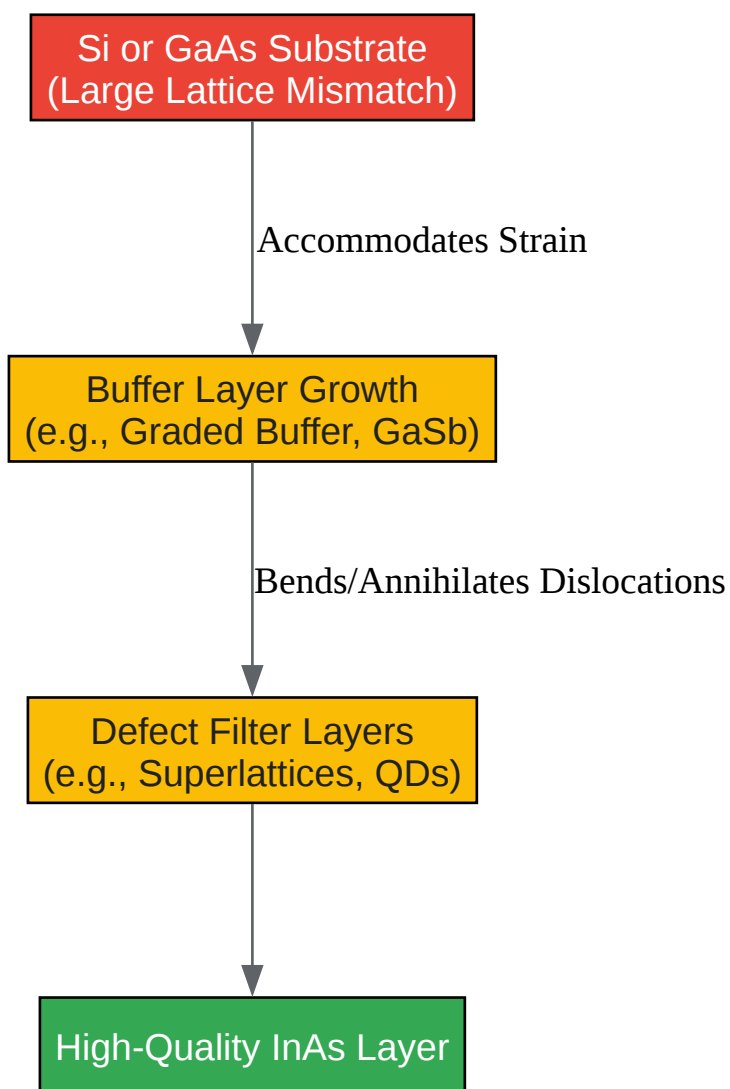 Si or GaAs Substrate
(Large Lattice Mismatch)
Accommodates Strain
Buffer Layer Growth
(e.g., Graded Buffer, GaSb)
Bends/Annihilates Dislocations
Defect Filter Layers
(e.g., Superlattices, QDs)
High-Quality InAs Layer